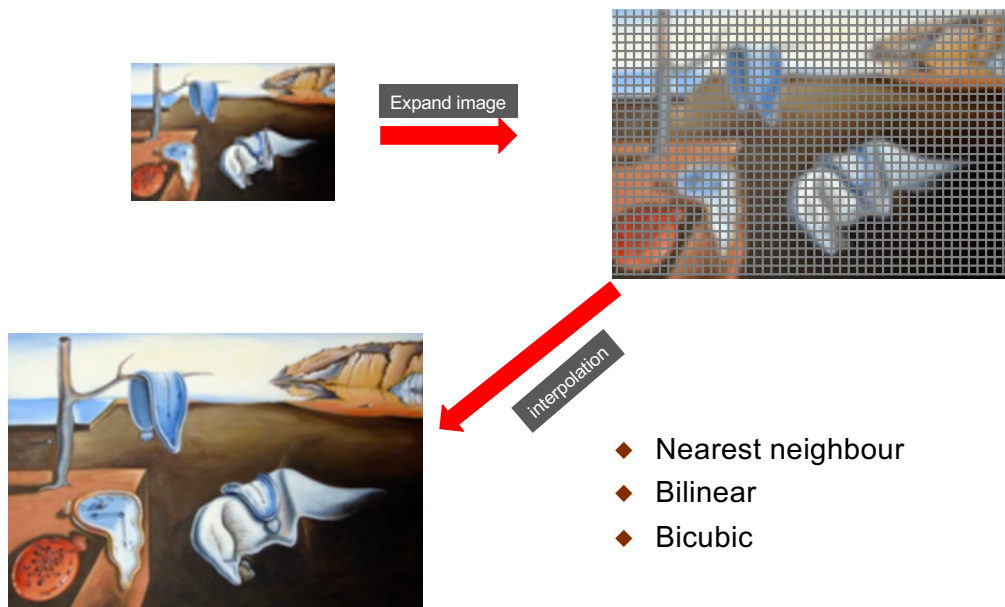 Expand image
interpolation
Nearest neighbour
Bilinear
Bicubic